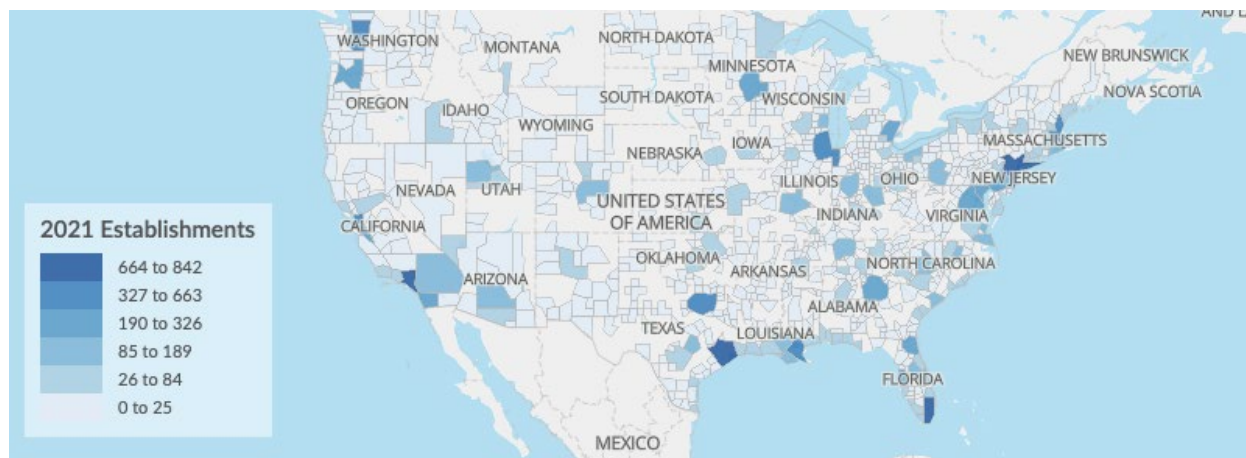 AND L
WASHINGTON
MONTANA
NORTH DAKOTA
NEW BRUNSWICK
MINNESOTA
NOVA SCOTIA
OREGON
IDAHO
SOUTH DAKOTA
WISCONSIN
WYOMING
MASSACHUSETTS
IOWA
NEBRASKA
NEVADA
UTAH
ILLINOIS
OHIO
NEW JERSEY
UNITED STATES
OF AMERICA
INDIANA
VIRGINIA
CALIFORNIA
OKLAHOMA
NORTH CAROLINA
ARKANSAS
ARIZONA
ALABAMA
TEXAS
LOUISIANA
FLORIDA
MEXICO
2021 Establishments
664 to 842
327 to 663
190 to 326
85 to 189
26 to 84
0 to 25